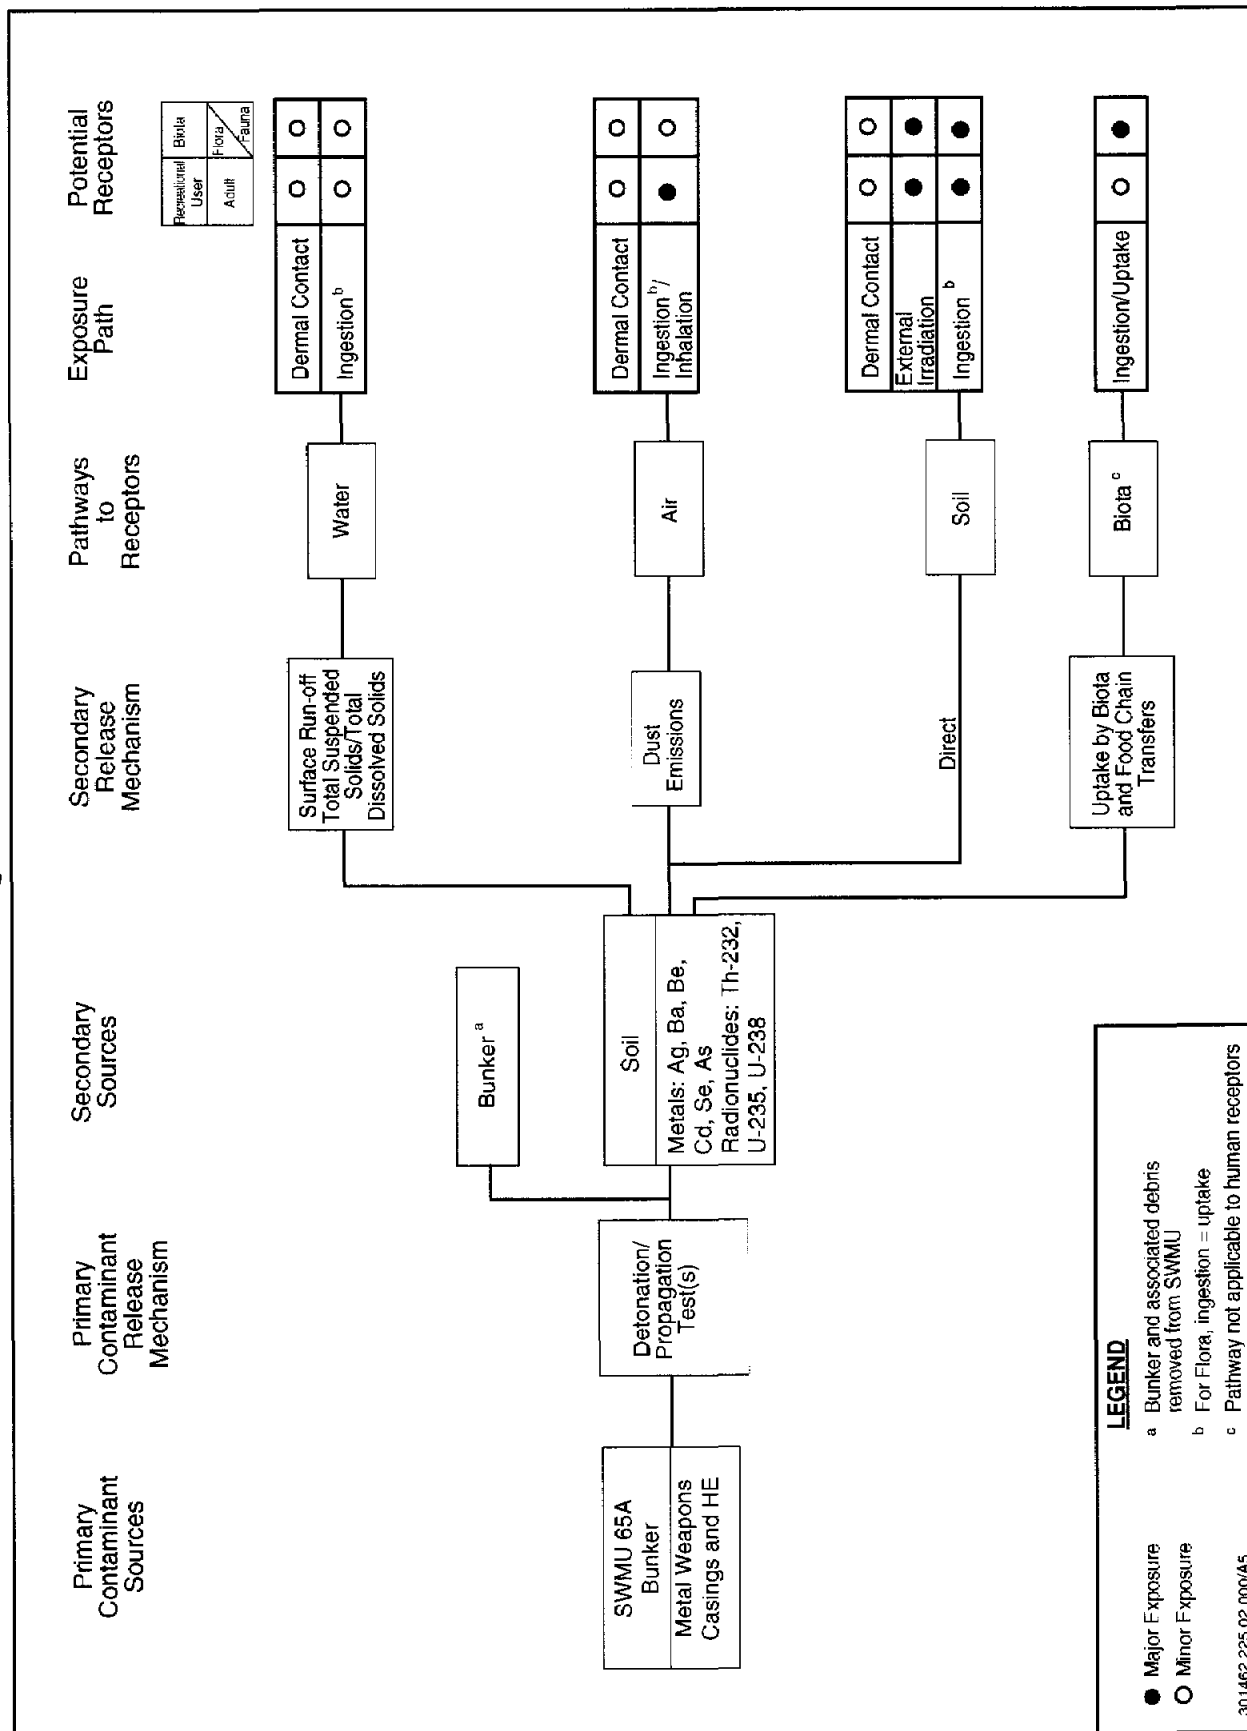 Primary
Contaminant
Sources
Primary
Contaminant
Release
Mechanism
Secondary
Sources
Secondary
Release
Mechanism
Pathways
to
Receptors
Exposure
Path
Potential
Receptors
Recreational
User
Biota
Adult
Flora
Fauna
SWMU 65A
Bunker
Metal Weapons
Casings and HE
Detonation/
Propagation
Test(s)
Bunker a
Soil
Metals: Ag, Ba, Be,
Cd, Se, As
Radionuclides: Th-232,
U-235, U-238
Surface Run-off
Total Suspended
Solids/Total
Dissolved Solids
Water
Dermal Contact
Ingestion b
Dust
Emissions
Air
Dermal Contact
Ingestion b/
Inhalation
Direct
Soil
Dermal Contact
External
Irradiation
Ingestion b
Uptake by Biota
and Food Chain
Transfers
Biota c
Ingestion/Uptake
LEGEND
● Major Exposure
○ Minor Exposure
a Bunker and associated debris
removed from SWMU
b For Flora, ingestion = uptake
c Pathway not applicable to human receptors
301462.225.02.000/A5